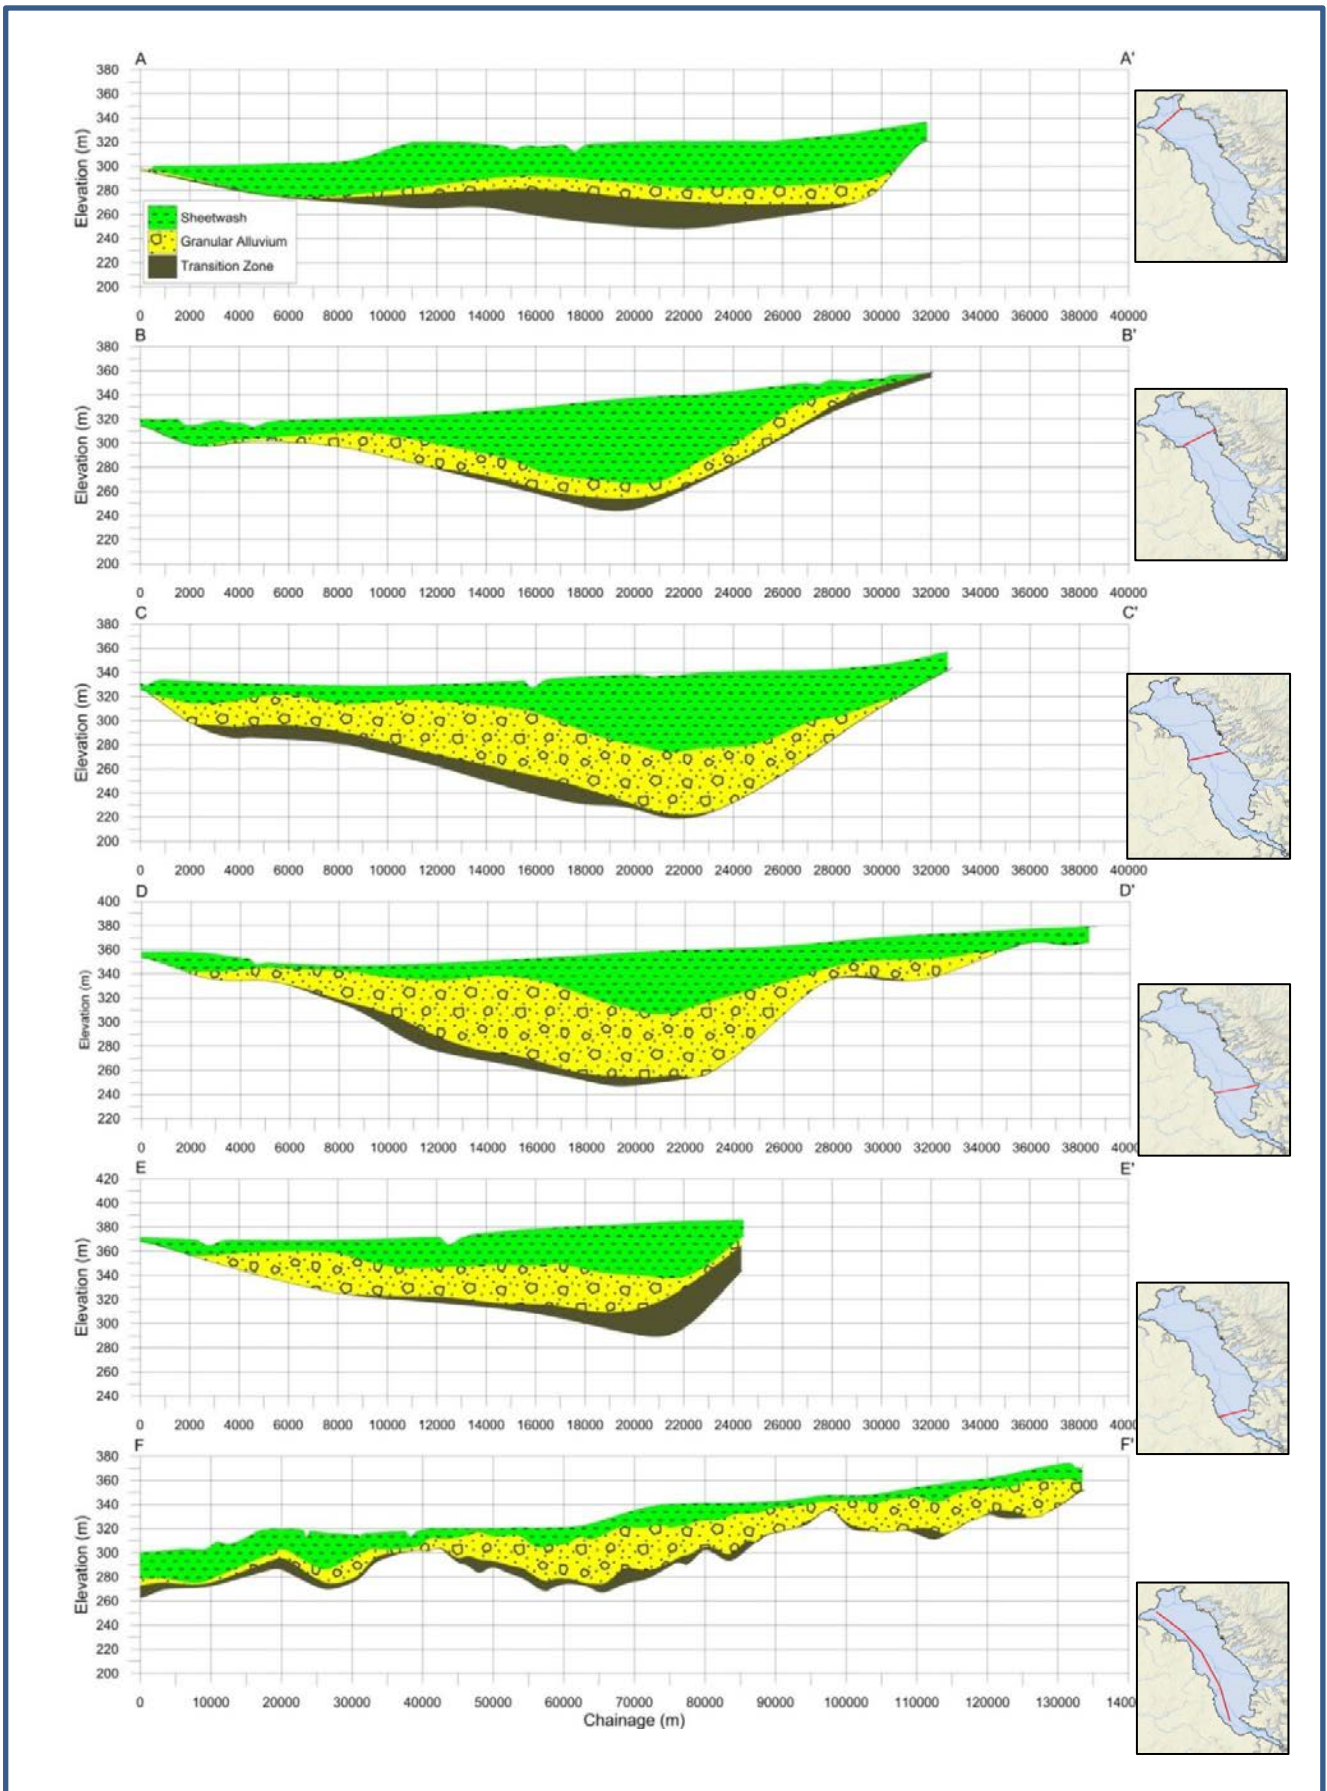 A A'
380
360
340
320
300
280
260
240
220
200
Elevation (m)
Sheetwash
Granular Alluvium
Transition Zone
0 2000 4000 6000 8000 10000 12000 14000 16000 18000 20000 22000 24000 26000 28000 30000 32000 34000 36000 38000 40000
B B'
380
360
340
320
300
280
260
240
220
200
Elevation (m)
0 2000 4000 6000 8000 10000 12000 14000 16000 18000 20000 22000 24000 26000 28000 30000 32000 34000 36000 38000 40000
C C'
380
360
340
320
300
280
260
240
220
200
Elevation (m)
0 2000 4000 6000 8000 10000 12000 14000 16000 18000 20000 22000 24000 26000 28000 30000 32000 34000 36000 38000 40000
D D'
400
380
360
340
320
300
280
260
240
220
Elevation (m)
0 2000 4000 6000 8000 10000 12000 14000 16000 18000 20000 22000 24000 26000 28000 30000 32000 34000 36000 38000 4000
E E'
420
400
380
360
340
320
300
280
260
240
Elevation (m)
0 2000 4000 6000 8000 10000 12000 14000 16000 18000 20000 22000 24000 26000 28000 30000 32000 34000 36000 38000 4000
F F'
380
360
340
320
300
280
260
240
220
200
Elevation (m)
0 10000 20000 30000 40000 50000 60000 70000 80000 90000 100000 110000 120000 130000 14000
Chainage (m)